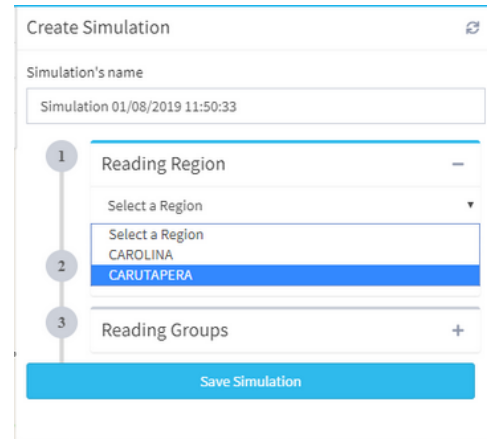 Create Simulation
Simulation's name
Simulation 01/08/2019 11:50:33
1
Reading Region
Select a Region
Select a Region
CAROLINA
CARUTAPERA
2
3
Reading Groups
Save Simulation